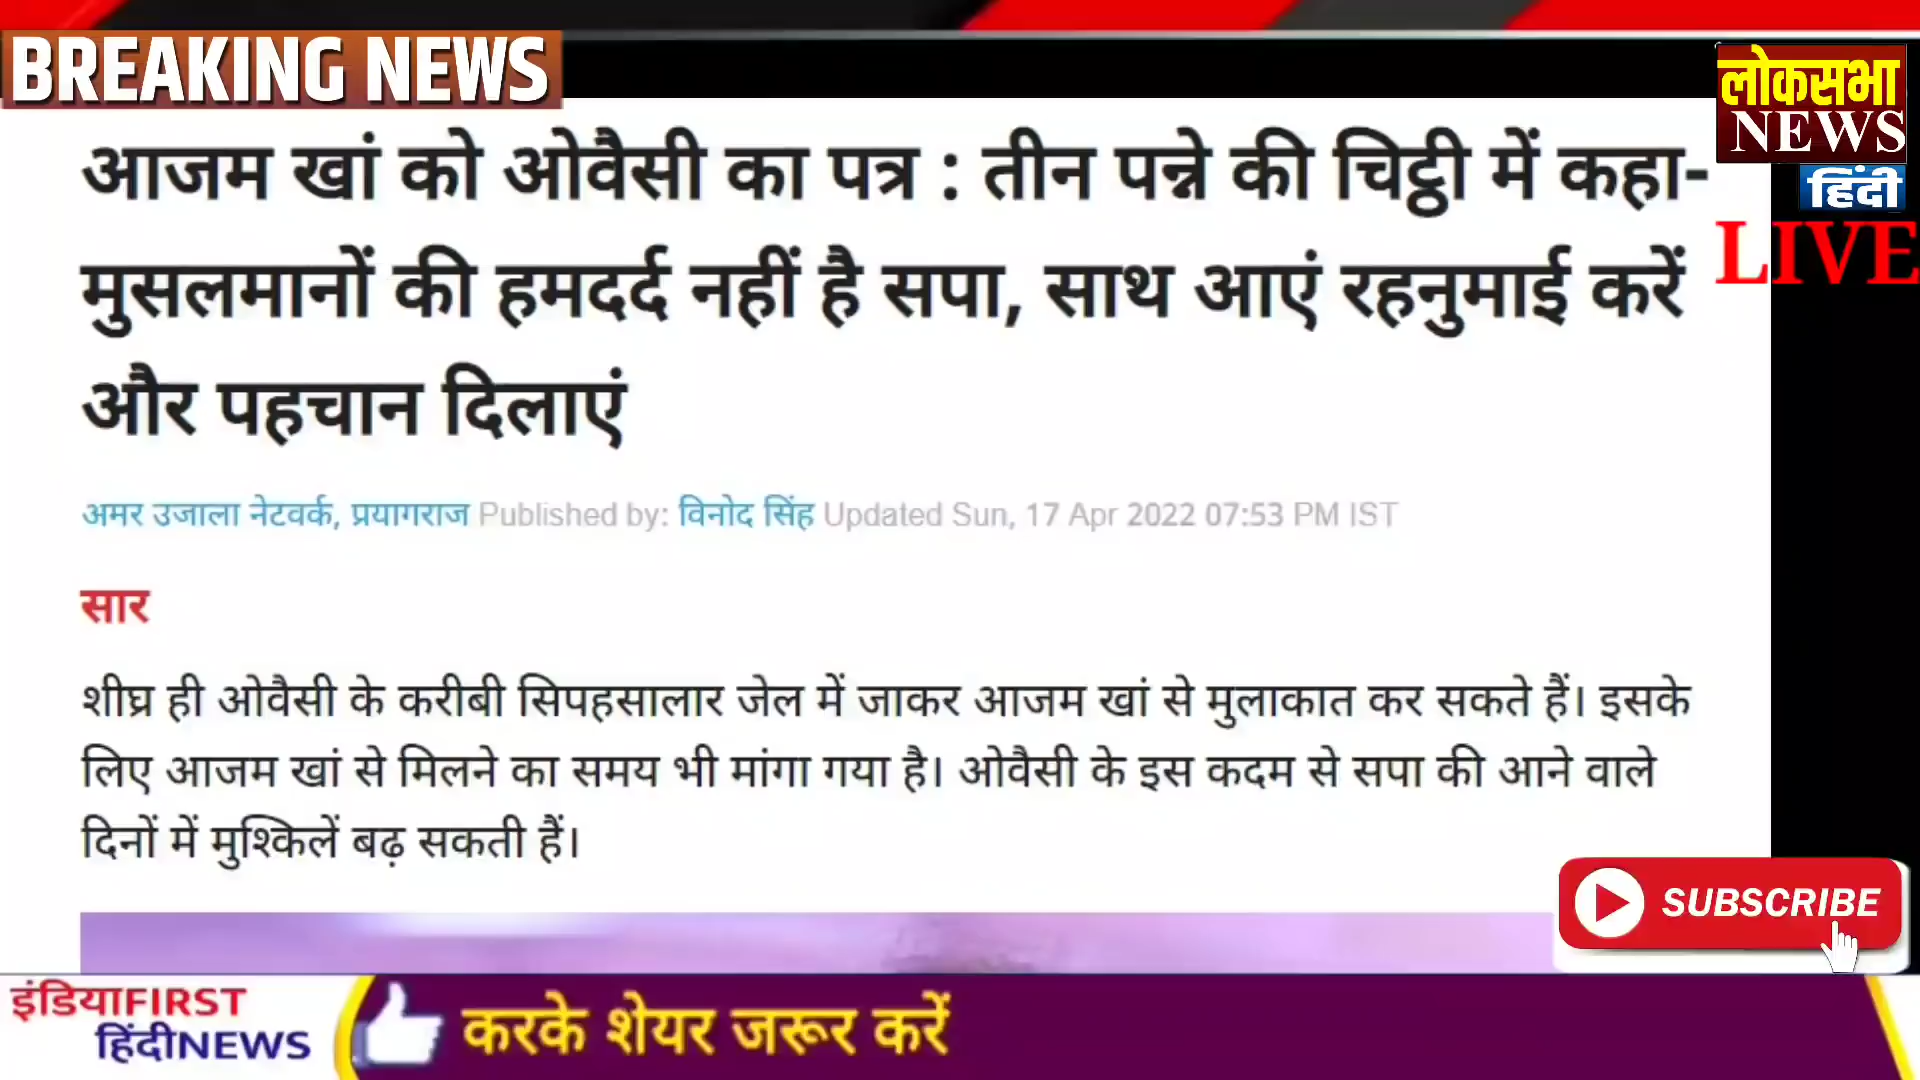 BREAKING NEWS
लोकसभा
NEWS
हिंदी
LIVE
आजम खां को ओवैसी का पत्र : तीन पन्ने की चिट्ठी में कहा-
मुसलमानों की हमदर्द नहीं है सपा, साथ आएं रहनुमाई करें
और पहचान दिलाएं
अमर उजाला नेटवर्क, प्रयागराज Published by: विनोद सिंह Updated Sun, 17 Apr 2022 07:53 PM IST
सार
शीघ्र ही ओवैसी के करीबी सिपहसालार जेल में जाकर आजम खां से मुलाकात कर सकते हैं। इसके
लिए आजम खां से मिलने का समय भी मांगा गया है। ओवैसी के इस कदम से सपा की आने वाले
दिनों में मुश्किलें बढ़ सकती हैं।
SUBSCRIBE
इंडियाFIRST
हिंदीNEWS
करके शेयर जरूर करें